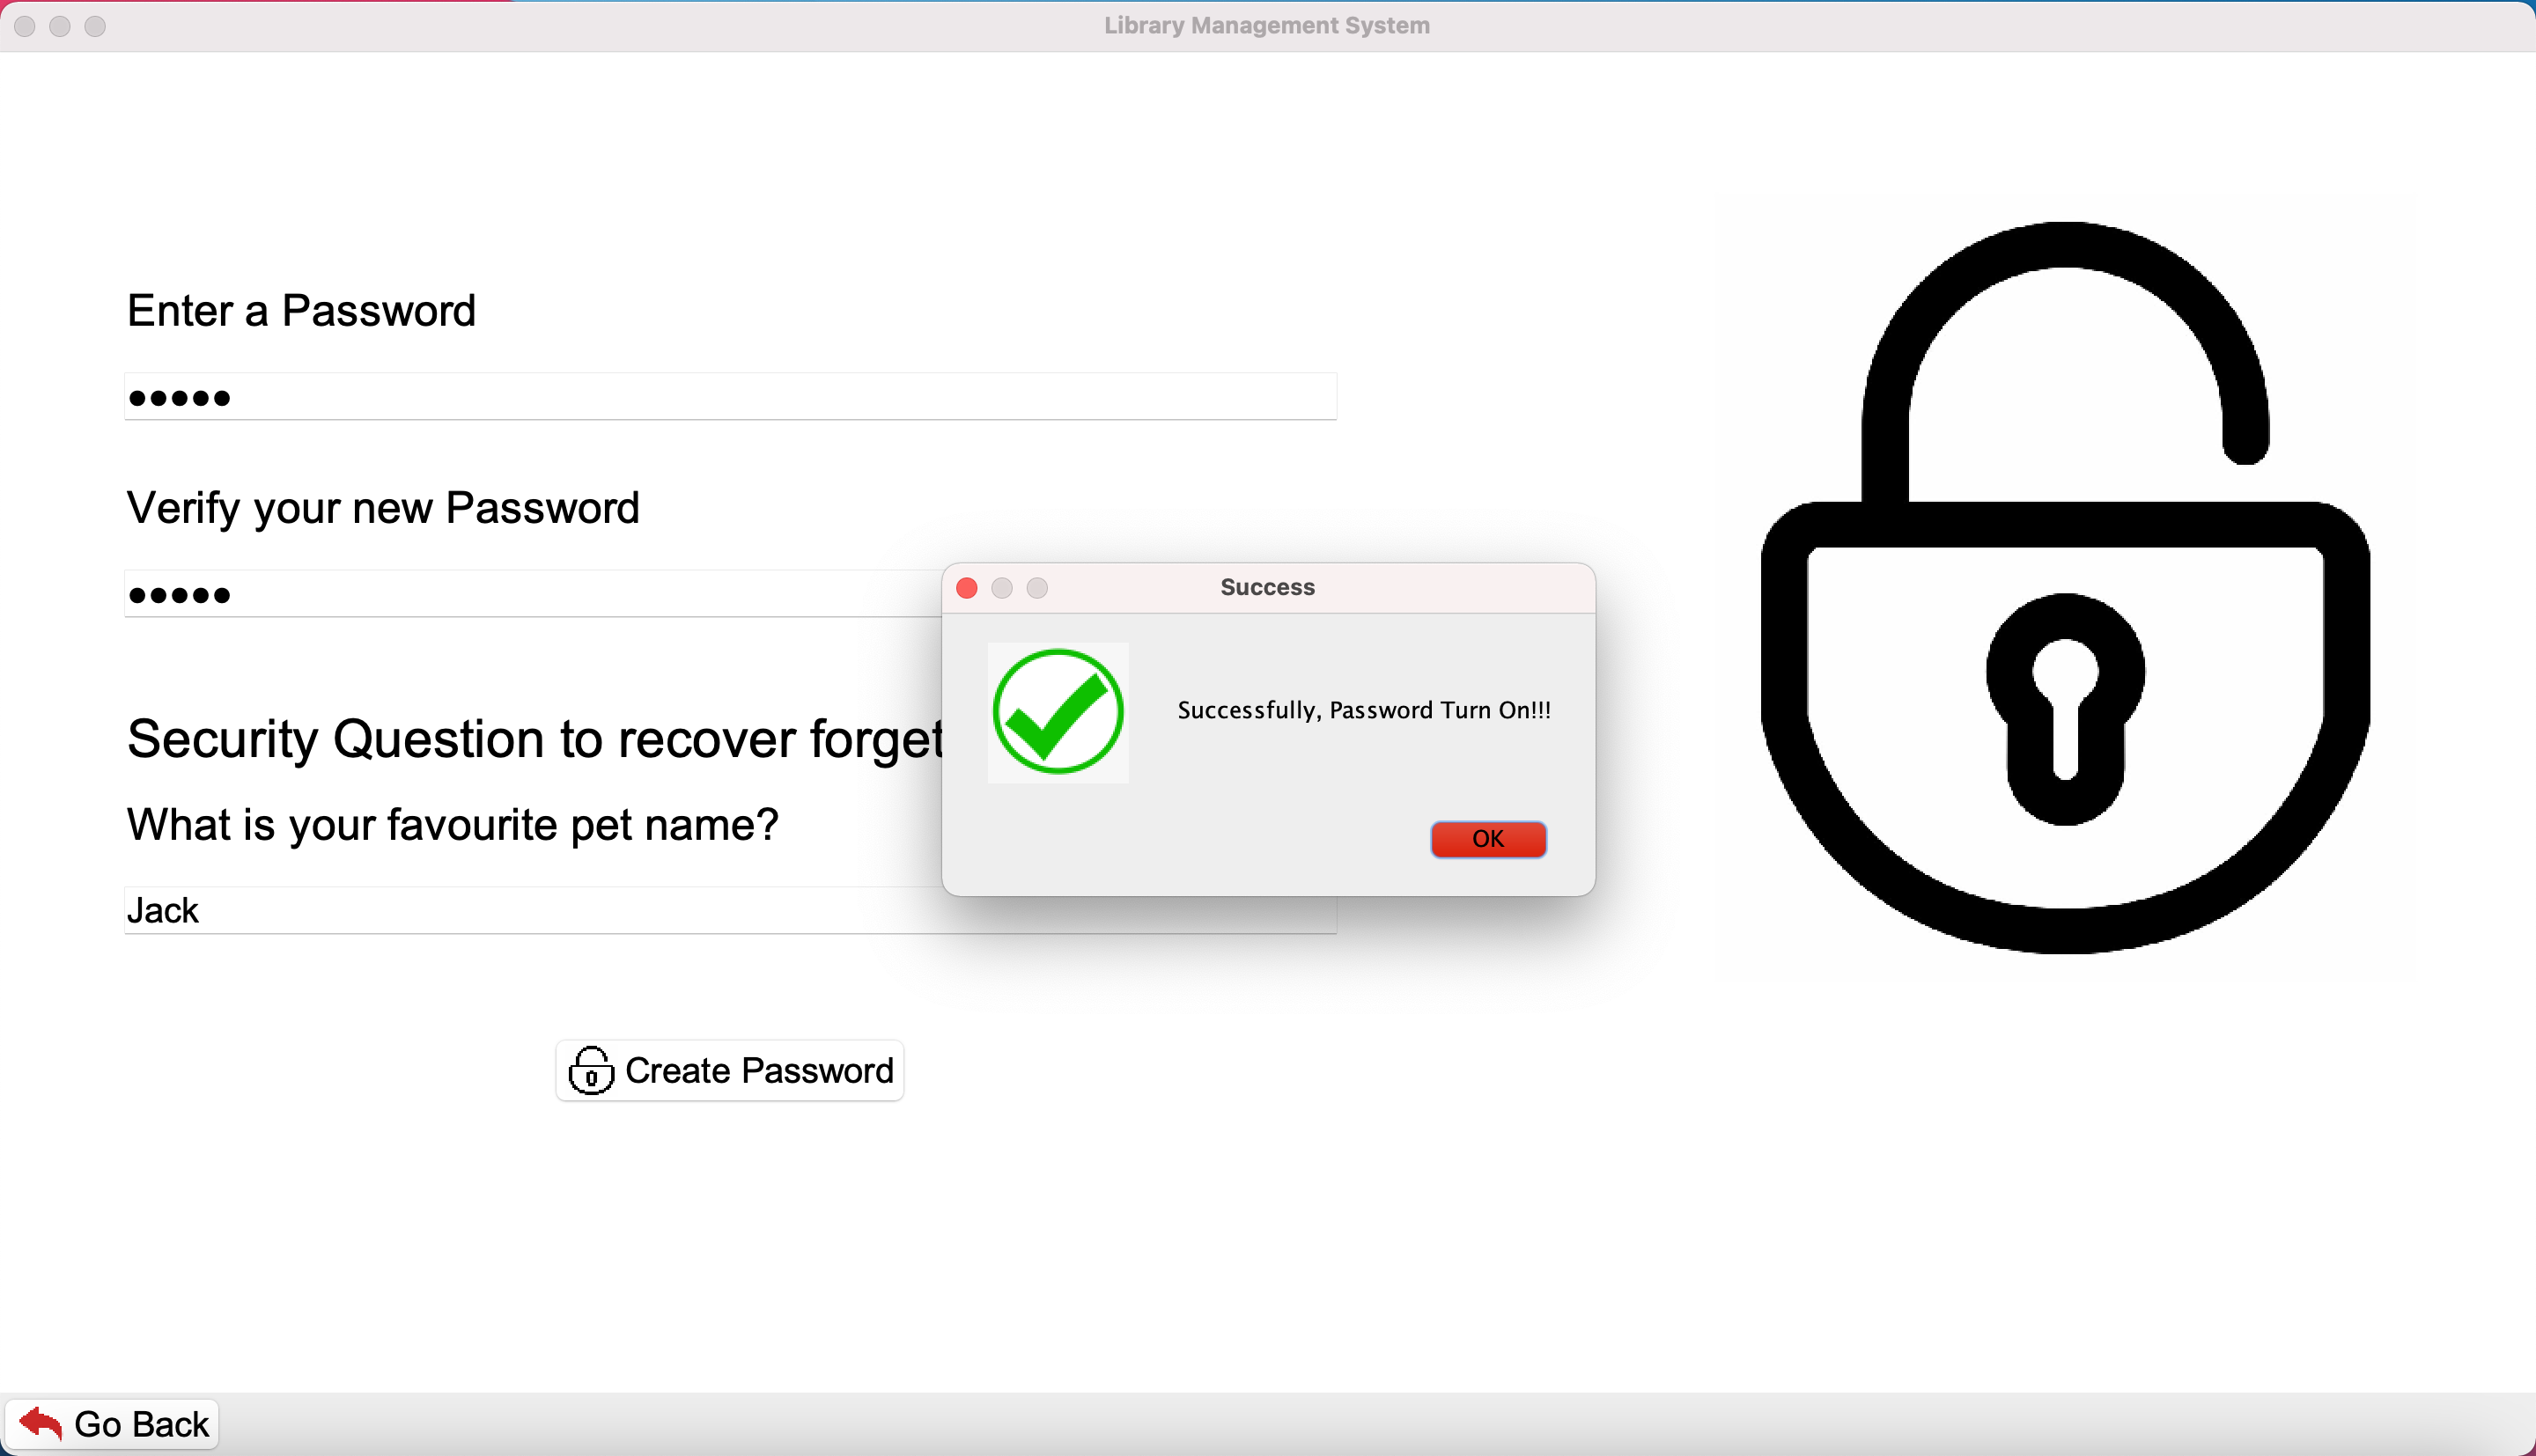 Library Management System
Enter a Password
Verify your new Password
Success
Successfully, Password Turn On!!!
OK
Security Question to recover forget
What is your favourite pet name?
Jack
Create Password
Go Back